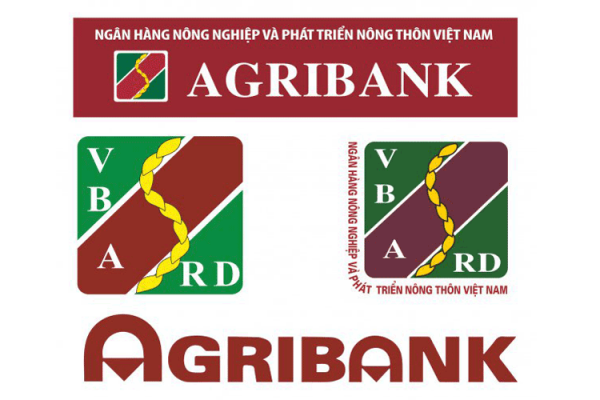 NGÂN HÀNG NÔNG NGHIỆP VÀ PHÁT TRIỂN NÔNG THÔN VIỆT NAM
AGRIBANK
V
B
A
RD
V
B
A
RD
NGÂN HÀNG NÔNG NGHIỆP VÀ PHÁT TRIỂN NÔNG THÔN VIỆT NAM
AGRIBANK